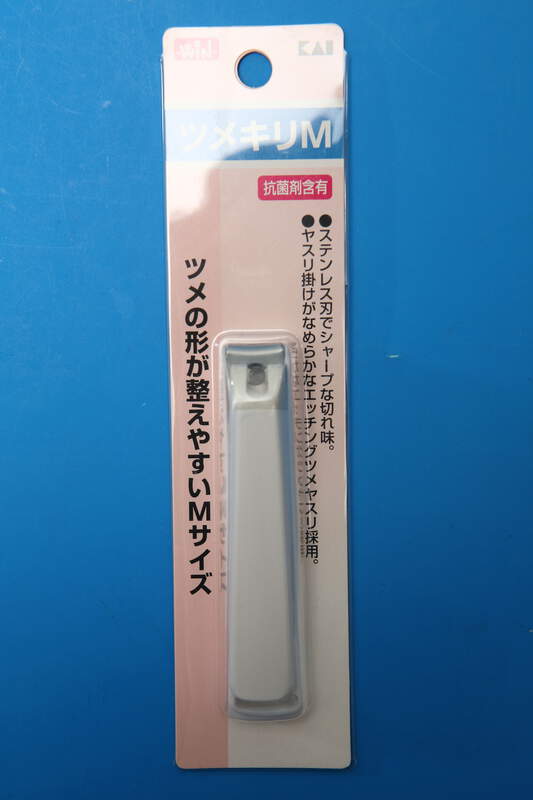 win
KAI
ツメキリM
抗菌剤含有
●ステンレス刃でシャープな切れ味。
●ヤスリ掛けがなめらかなエッチングツメヤスリ採用。
ツメの形が整えやすいMサイズ